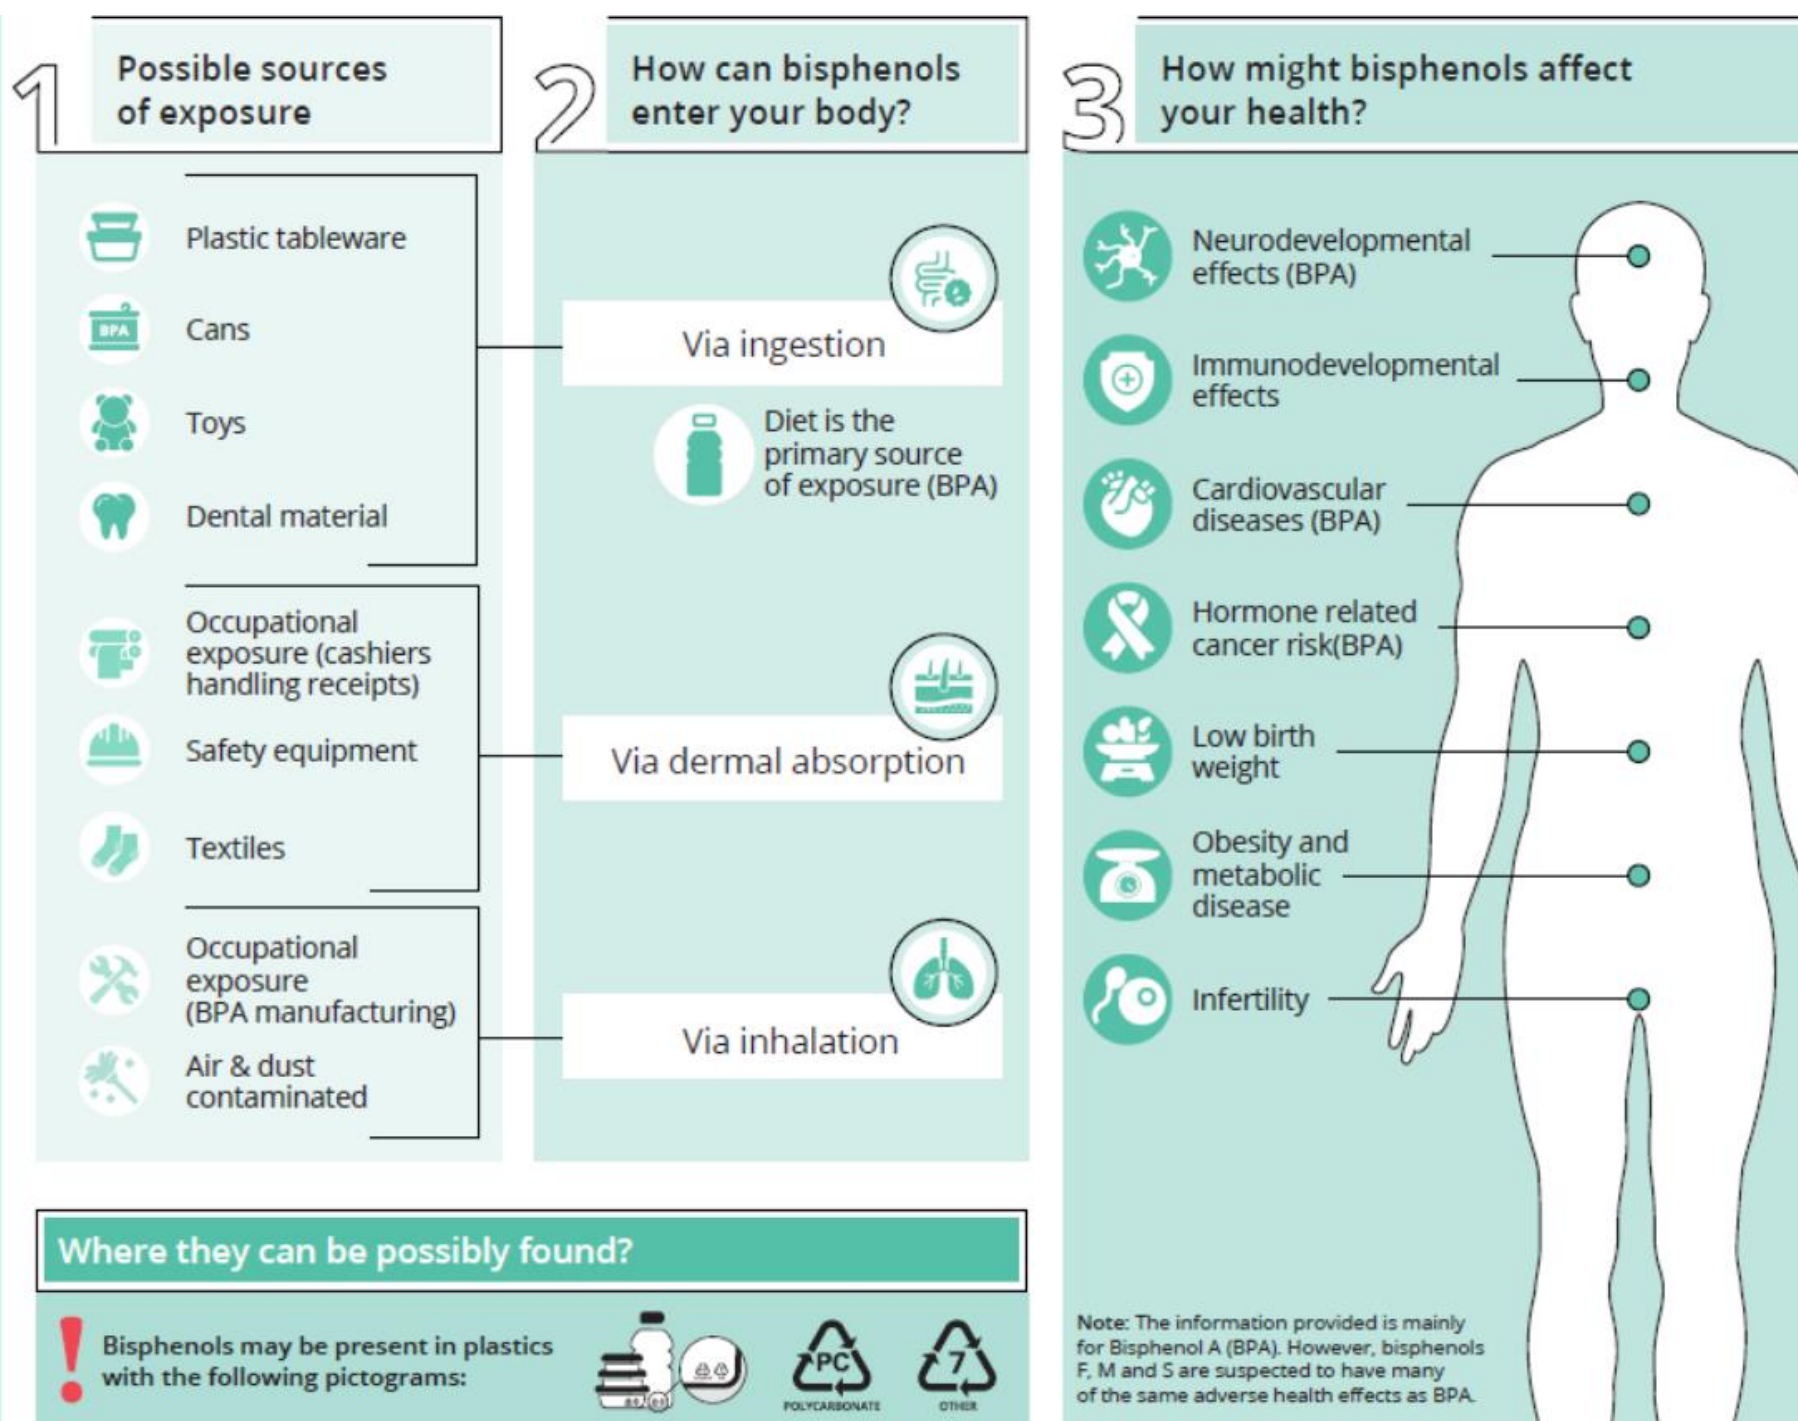 1
Possible sources
of exposure
Plastic tableware
BPA
Cans
Toys
Dental material
Occupational
exposure (cashiers
handling receipts)
Safety equipment
Textiles
Occupational
exposure
(BPA manufacturing)
Air & dust
contaminated
2
How can bisphenols
enter your body?
Via ingestion
Diet is the
primary source
of exposure (BPA)
Via dermal absorption
Via inhalation
3
How might bisphenols affect
your health?
Neurodevelopmental
effects (BPA)
Immunodevelopmental
effects
Cardiovascular
diseases (BPA)
Hormone related
cancer risk(BPA)
Low birth
weight
Obesity and
metabolic
disease
Infertility
Note: The information provided is mainly
for Bisphenol A (BPA). However, bisphenols
F, M and S are suspected to have many
of the same adverse health effects as BPA.
Where they can be possibly found?
Bisphenols may be present in plastics
with the following pictograms:
PC
POLYCARBONATE
7
OTHER